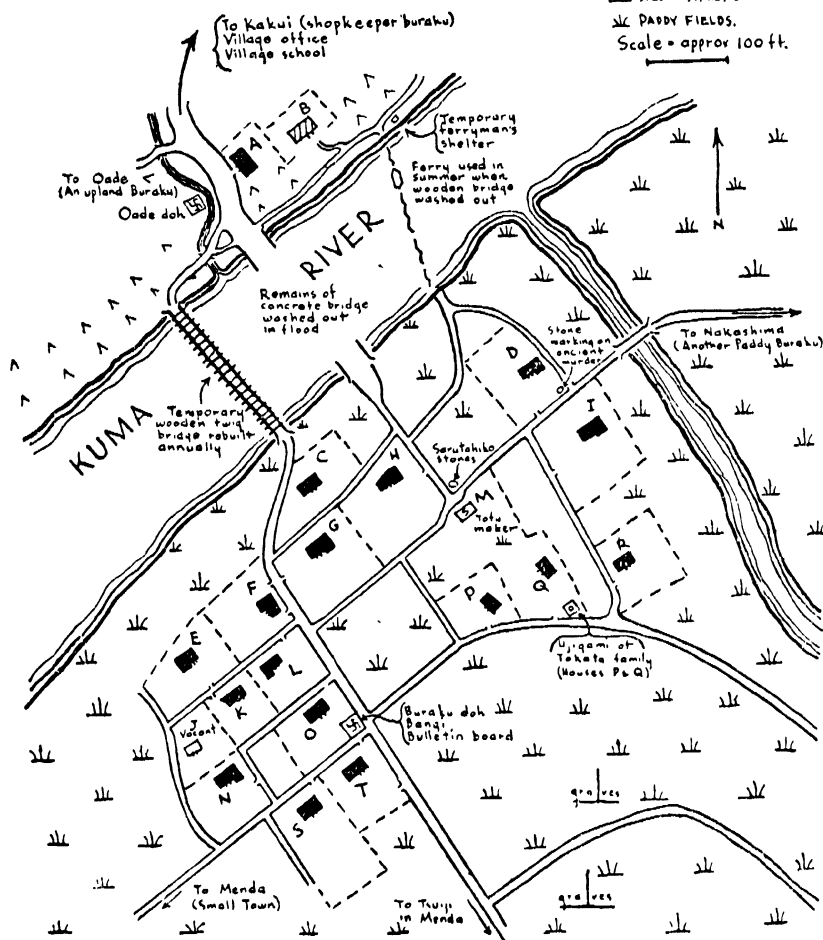 To Kakui (shopkeeper buraku)
Village office
Village school
PADDY FIELDS.
Scale = approx 100 ft.
A
B
Temporary
ferryman's
shelter
To Oade
(An upland Buraku)
Oade doh
Ferry used in
summer when
wooden bridge
washed out
N
KUMA RIVER
Remains of
concrete bridge
washed out
in flood
To Nakashima
(Another Paddy Buraku)
Stone
marking an
ancient
murder
D
I
Temporary
wooden twig
bridge rebuilt
annually
Sarutahiko
stones
C
H
M
Tofu
maker
G
R
Q
P
F
E
L
K
J
Vacant
O
N
S
T
Ujigami of
Takata family
(Houses P & Q)
Buraku doh
Banqi
Bulletin board
graves
graves
To Menda
(Small Town)
To Tsuiji
in Menda